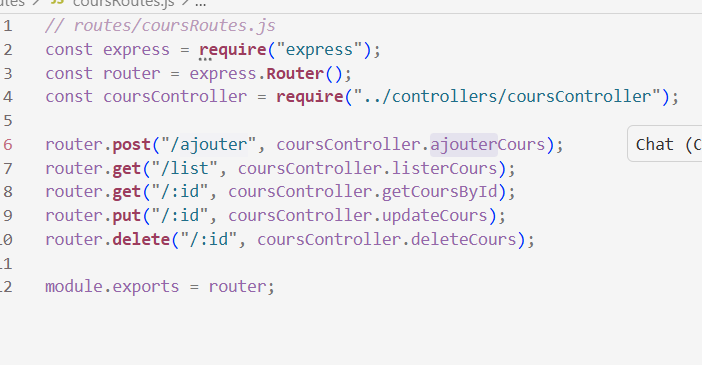 coursRoutes.js > ...
1 // routes/coursRoutes.js
2 const express = require("express");
3 const router = express.Router();
4 const coursController = require("../controllers/coursController");
5
6 router.post("/ajouter", coursController.ajouterCours);
Chat (C
7 router.get("/list", coursController.listerCours);
8 router.get("/:id", coursController.getCoursById);
9 router.put("/:id", coursController.updateCours);
10 router.delete("/:id", coursController.deleteCours);
11
12 module.exports = router;